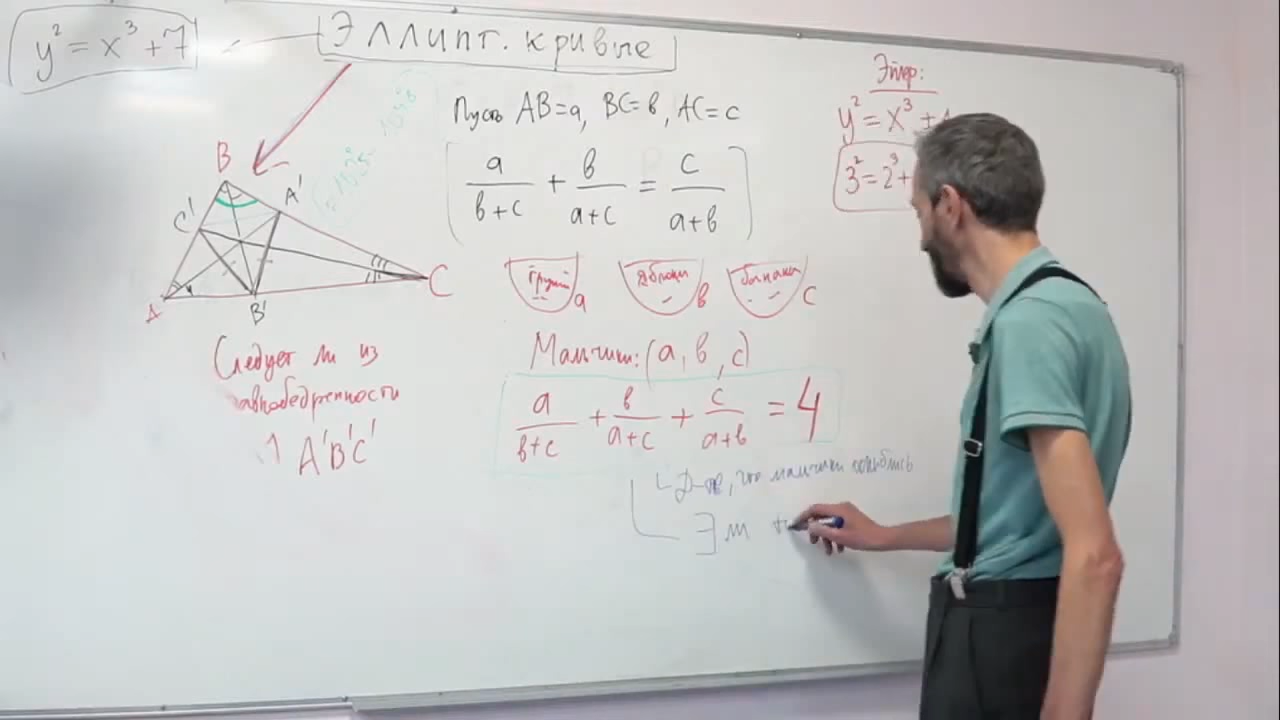 y² = x³ + 7
Эллипт. кривые
Пусть AB=a, BC=b, AC=c
a/(b+c) + b/(a+c) = c/(a+b)
Эйлер:
y² = x³ +
3² = 2³ +
B
A'
C'
A
B'
C
груши a
яблоки b
бананы c
Мальчики: (a, b, c)
a/(b+c) + b/(a+c) + c/(a+b) = 4
Следует ли из
равнобедренности
A'B'C'
Д-ть, что мальчики ошиблись
∃ ли